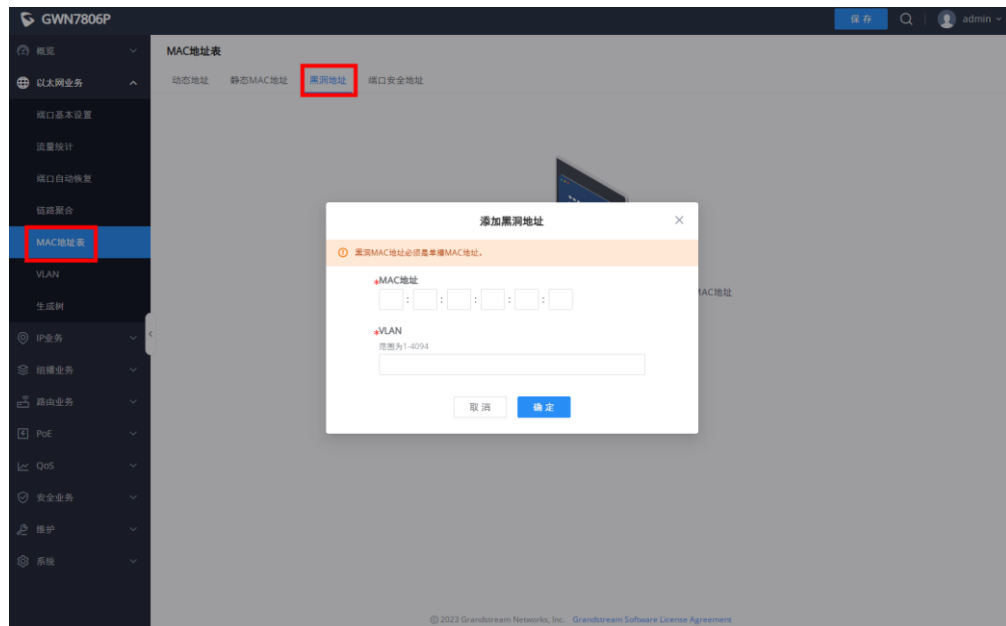 GWN7806P
保存
admin
概览
以太网业务
端口基本设置
流量统计
端口自动恢复
链路聚合
MAC地址表
VLAN
生成树
IP业务
组播业务
路由业务
PoE
QoS
安全业务
维护
系统
MAC地址表
动态地址 静态MAC地址 黑洞地址 端口安全地址
添加黑洞地址
黑洞MAC地址必须是单播MAC地址。
*MAC地址
: : : : :
*VLAN
范围为1-4094
取消 确定
MAC地址
© 2023 Grandstream Networks, Inc. Grandstream Software License Agreement